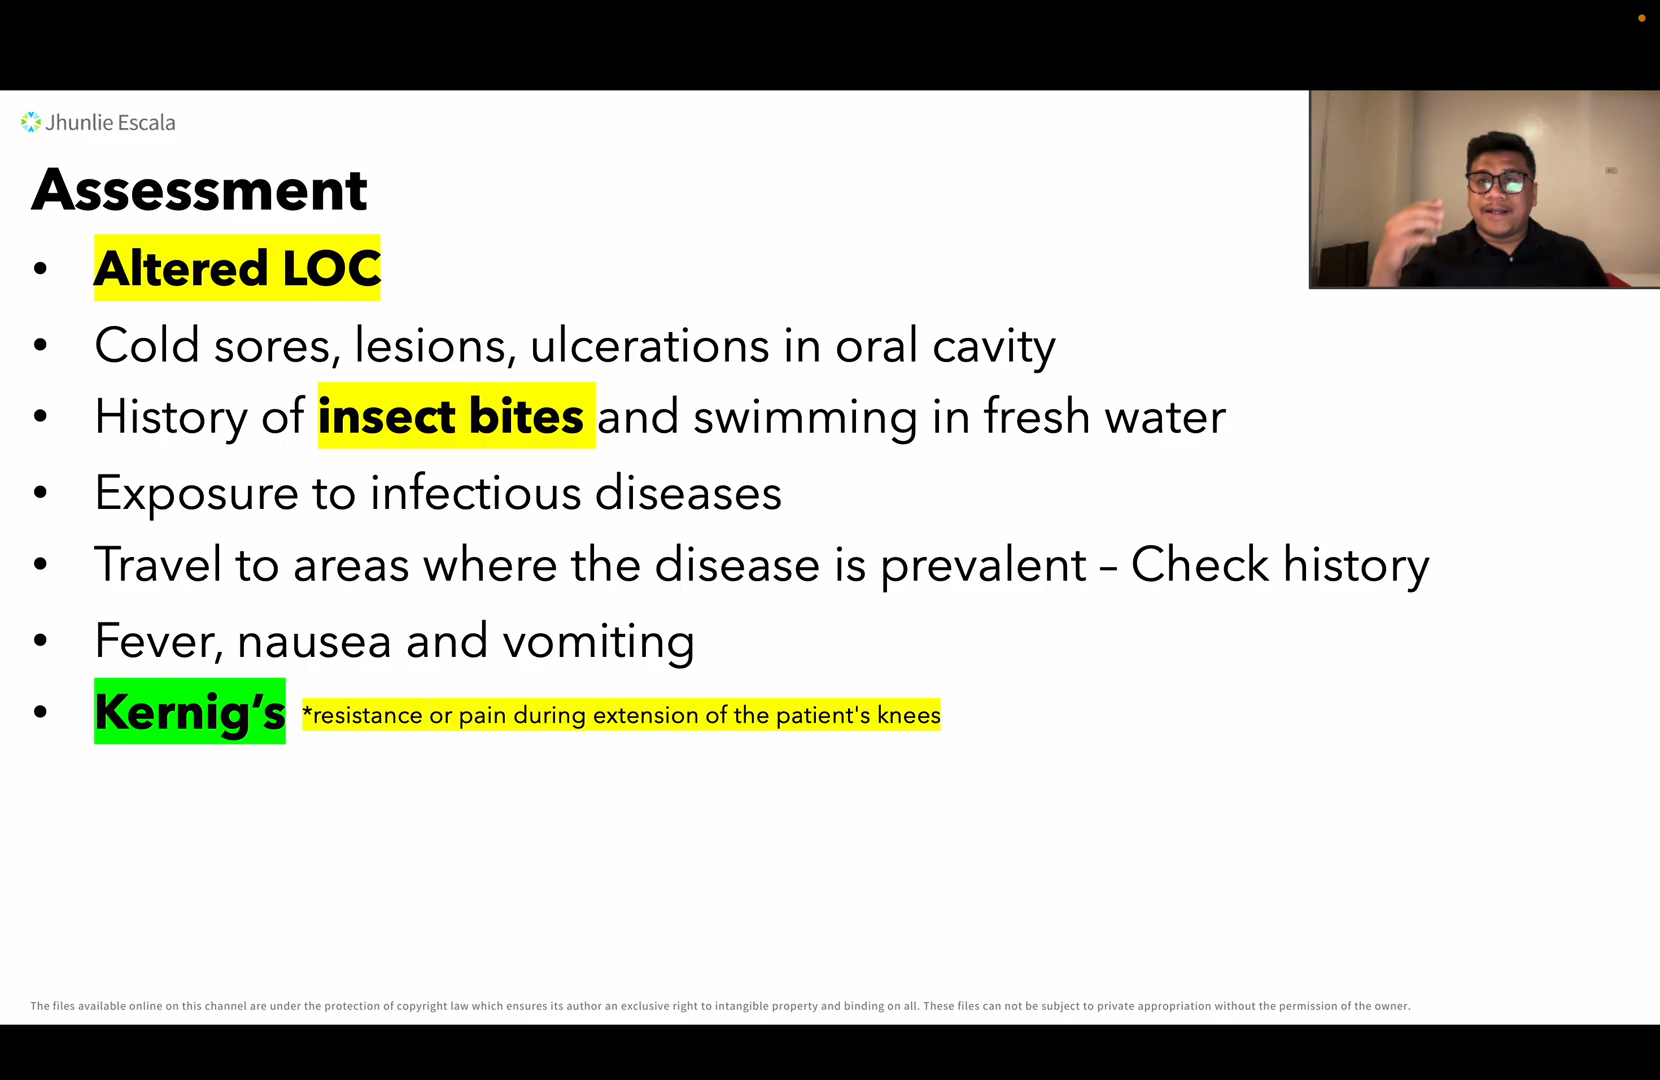 Jhunlie Escala
Assessment
• Altered LOC
• Cold sores, lesions, ulcerations in oral cavity
• History of insect bites and swimming in fresh water
• Exposure to infectious diseases
• Travel to areas where the disease is prevalent – Check history
• Fever, nausea and vomiting
• Kernig’s *resistance or pain during extension of the patient's knees
The files available online on this channel are under the protection of copyright law which ensures its author an exclusive right to intangible property and binding on all. These files can not be subject to private appropriation without the permission of the owner.